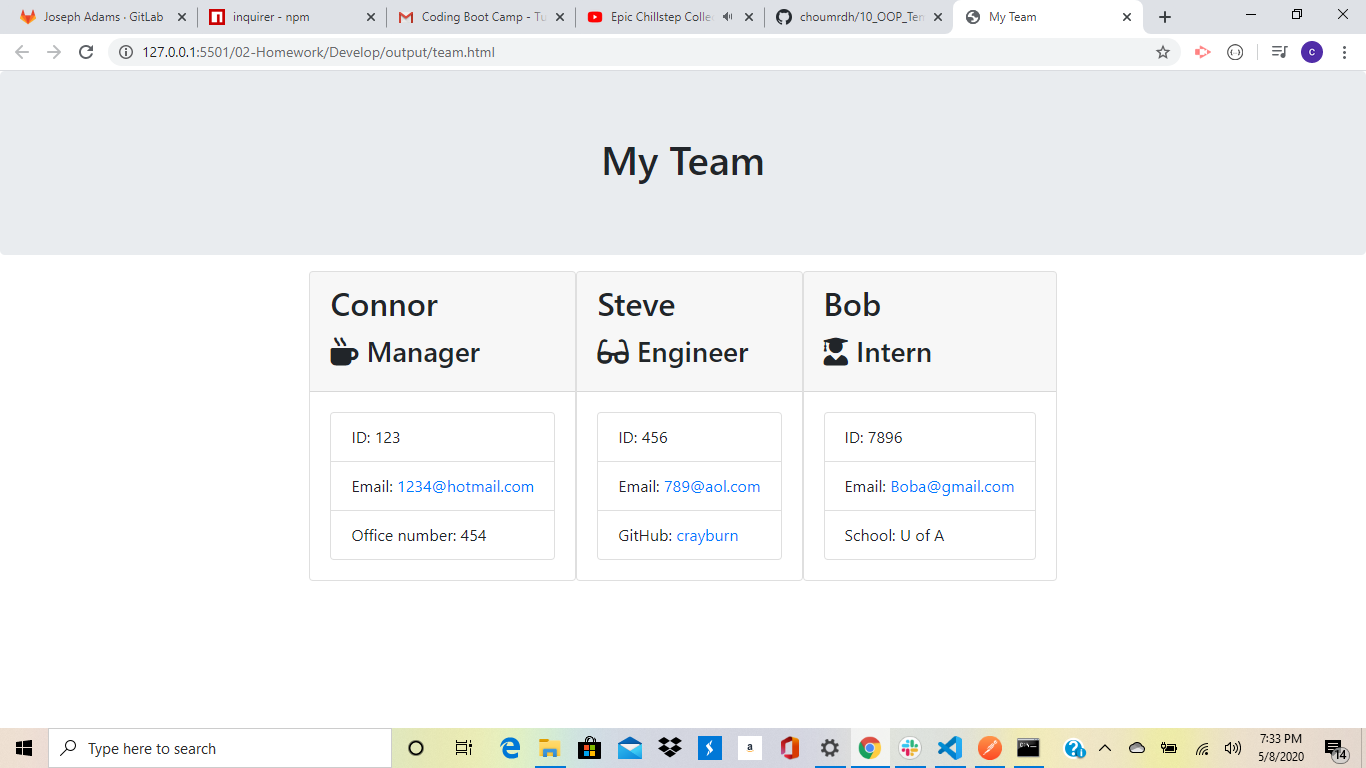 Joseph Adams · GitLab
inquirer - npm
Coding Boot Camp - Tu
Epic Chillstep Colle
choumrdh/10_OOP_Ten
My Team
127.0.0.1:5501/02-Homework/Develop/output/team.html
c
My Team
Connor
Manager
Steve
Engineer
Bob
Intern
ID: 123
Email: 1234@hotmail.com
Office number: 454
ID: 456
Email: 789@aol.com
GitHub: crayburn
ID: 7896
Email: Boba@gmail.com
School: U of A
Type here to search
a
7:33 PM
5/8/2020
14